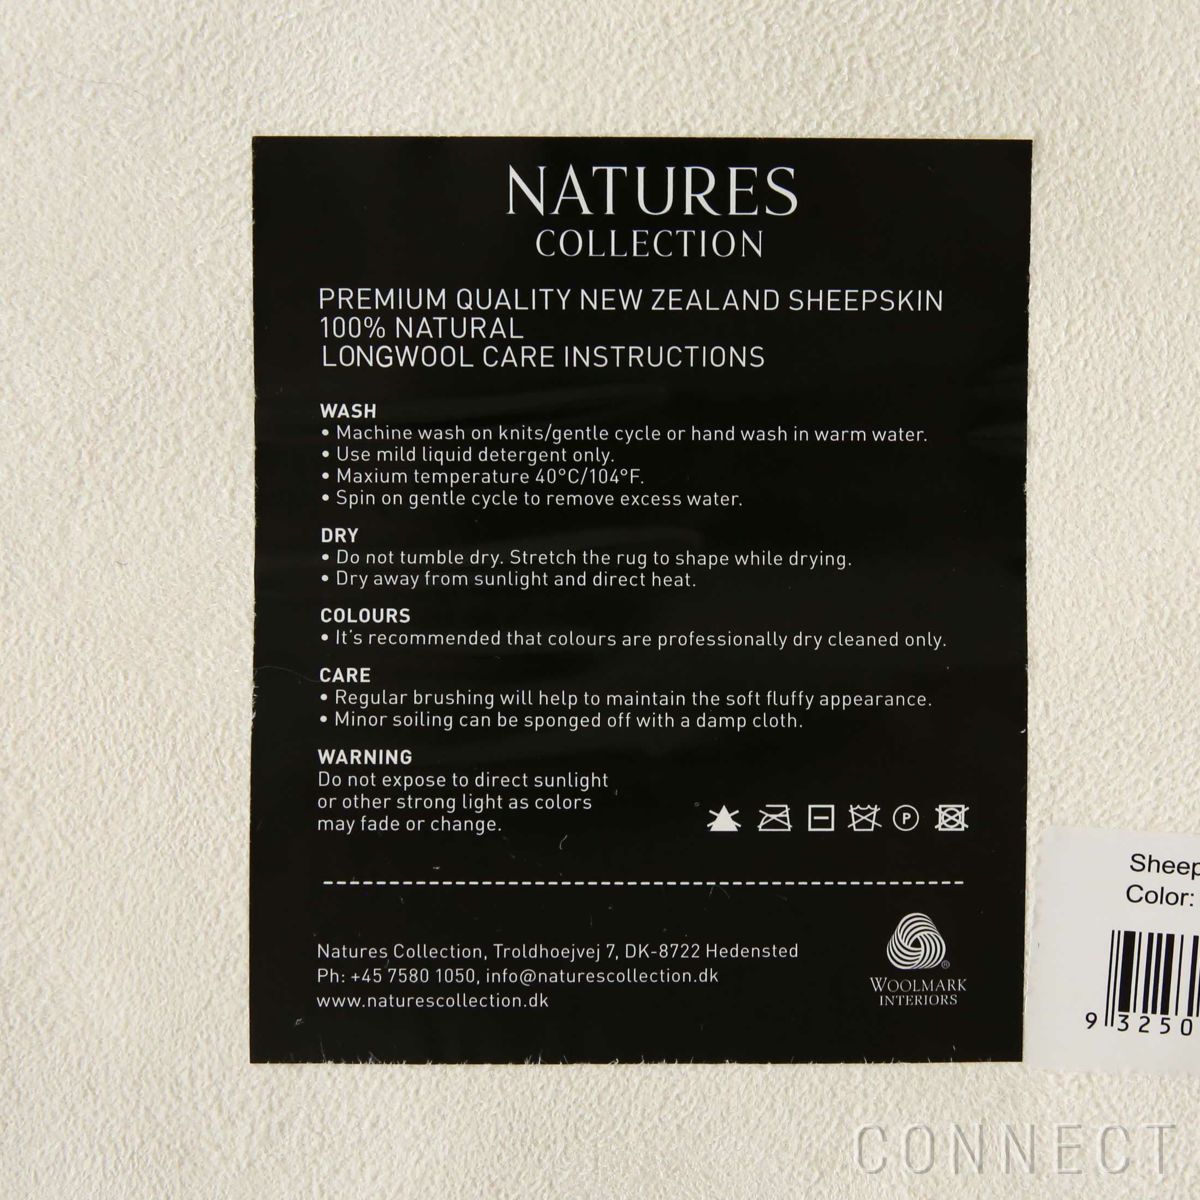 NATURES
COLLECTION
PREMIUM QUALITY NEW ZEALAND SHEEPSKIN
100% NATURAL
LONGWOOL CARE INSTRUCTIONS
WASH
• Machine wash on knits/gentle cycle or hand wash in warm water.
• Use mild liquid detergent only.
• Maxium temperature 40°C/104°F.
• Spin on gentle cycle to remove excess water.
DRY
• Do not tumble dry. Stretch the rug to shape while drying.
• Dry away from sunlight and direct heat.
COLOURS
• It's recommended that colours are professionally dry cleaned only.
CARE
• Regular brushing will help to maintain the soft fluffy appearance.
• Minor soiling can be sponged off with a damp cloth.
WARNING
Do not expose to direct sunlight
or other strong light as colors
may fade or change.
P
Natures Collection, Troldhoejvej 7, DK-8722 Hedensted
Ph: +45 7580 1050, info@naturescollection.dk
www.naturescollection.dk
®
WOOLMARK
INTERIORS
Sheep
Color:
9 3250
CONNECT